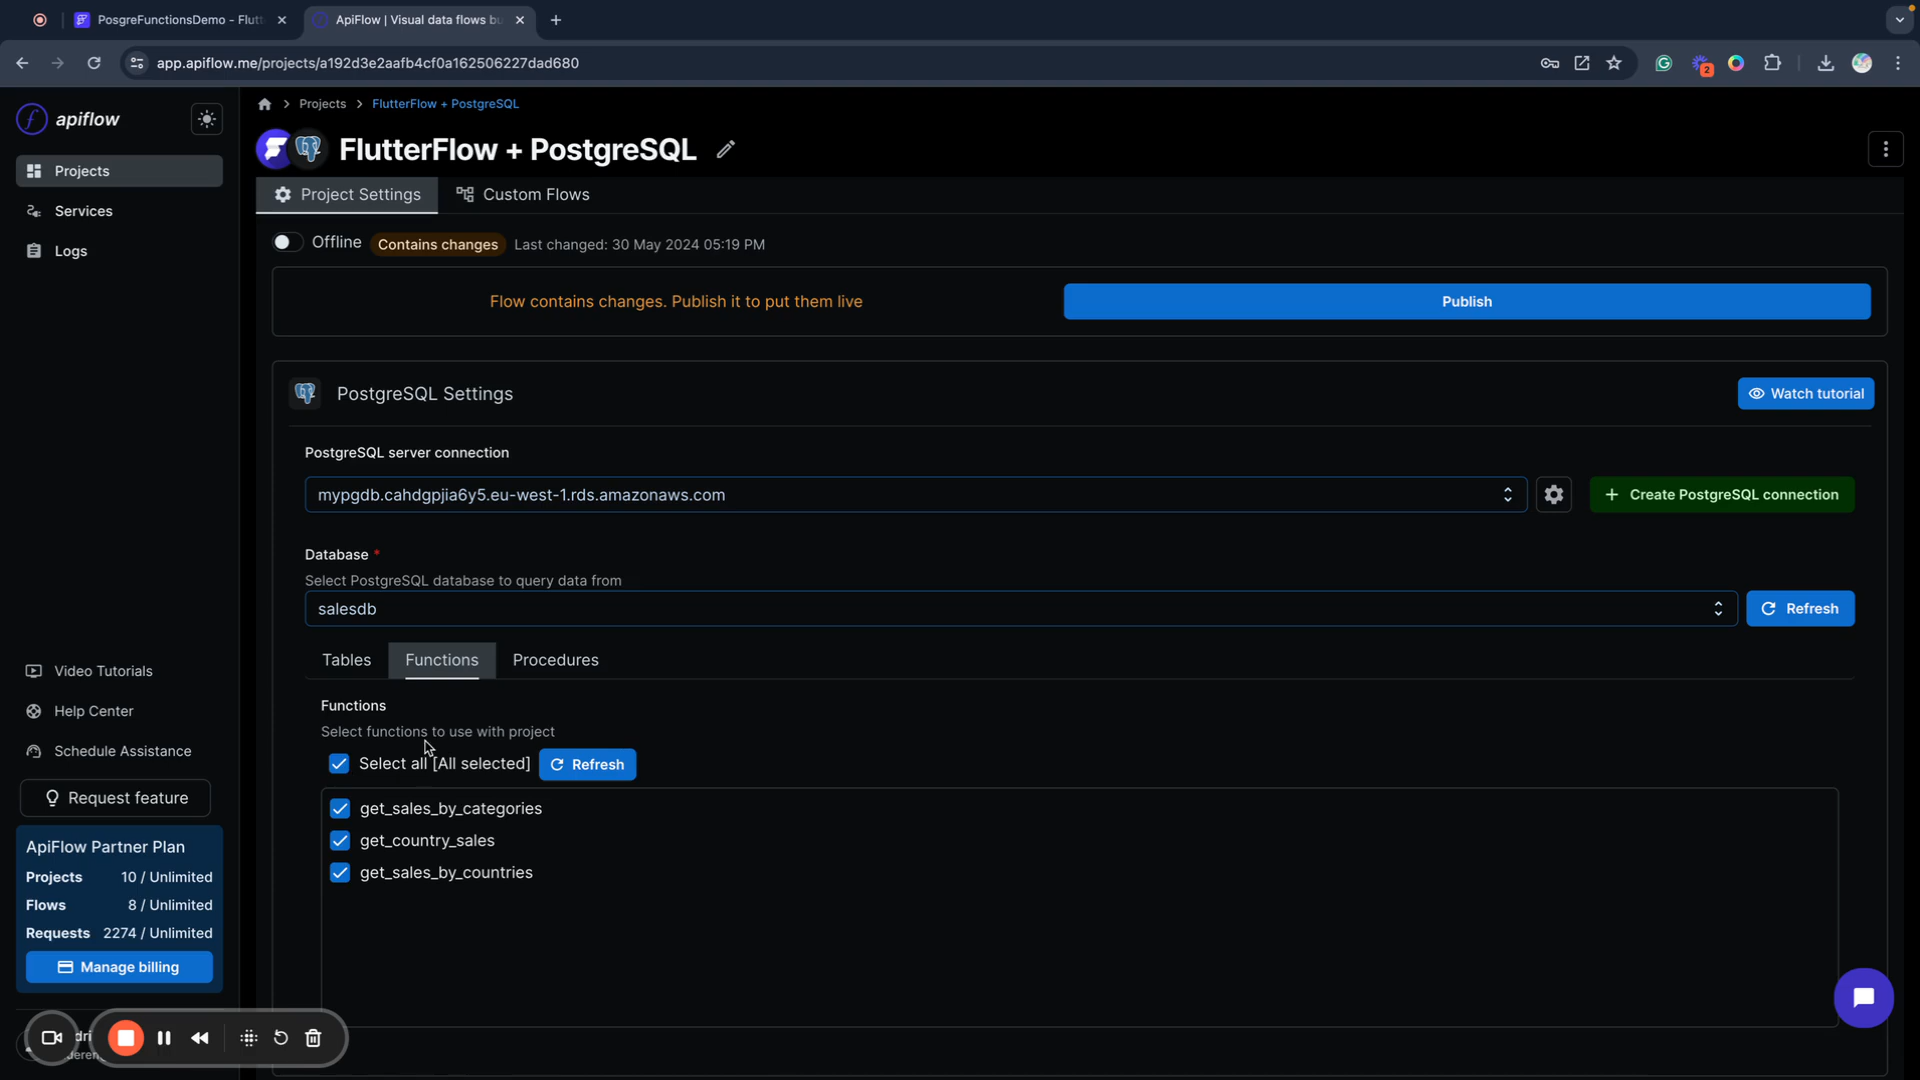 PosgreFunctionsDemo - Flut
ApiFlow | Visual data flows bu
app.apiflow.me/projects/a192d3e2aafb4cf0a162506227dad680
2
apiflow
Projects
Services
Logs
Video Tutorials
Help Center
Schedule Assistance
Request feature
ApiFlow Partner Plan
Projects 10 / Unlimited
Flows 8 / Unlimited
Requests 2274 / Unlimited
Manage billing
Projects
FlutterFlow + PostgreSQL
FlutterFlow + PostgreSQL
Project Settings
Custom Flows
Offline
Contains changes
Last changed: 30 May 2024 05:19 PM
Flow contains changes. Publish it to put them live
Publish
PostgreSQL Settings
Watch tutorial
PostgreSQL server connection
mypgdb.cahdgpjia6y5.eu-west-1.rds.amazonaws.com
+ Create PostgreSQL connection
Database *
Select PostgreSQL database to query data from
salesdb
Refresh
Tables
Functions
Procedures
Functions
Select functions to use with project
Select all [All selected]
Refresh
get_sales_by_categories
get_country_sales
get_sales_by_countries